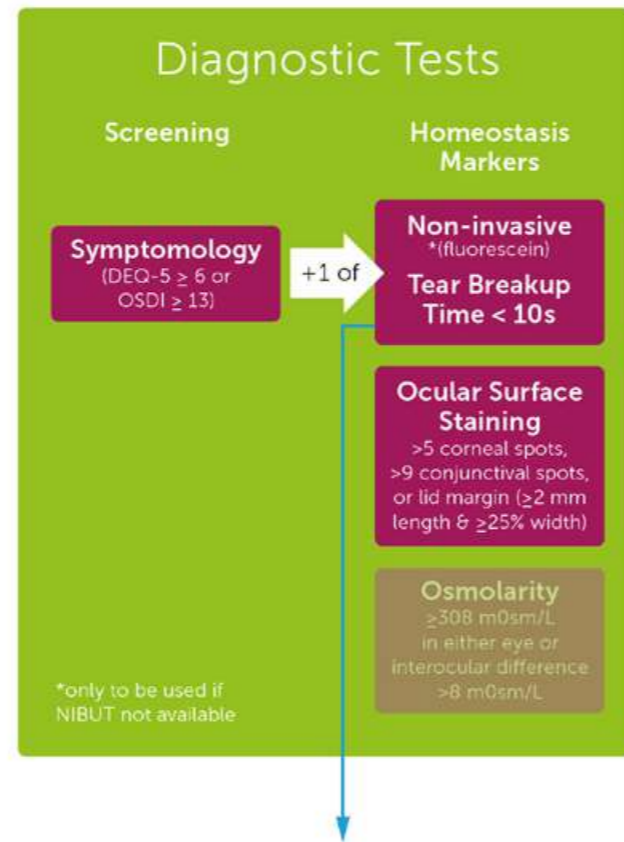 Diagnostic Tests
Screening
Homeostasis
Markers
Symptomology
(DEQ-5 ≥ 6 or
OSDI ≥ 13)
+1 of
Non-invasive
*(fluorescein)
Tear Breakup
Time < 10s
Ocular Surface
Staining
>5 corneal spots,
>9 conjunctival spots,
or lid margin (≥2 mm
length & ≥25% width)
Osmolarity
≥308 m0sm/L
in either eye or
interocular difference
>8 m0sm/L
*only to be used if
NIBUT not available